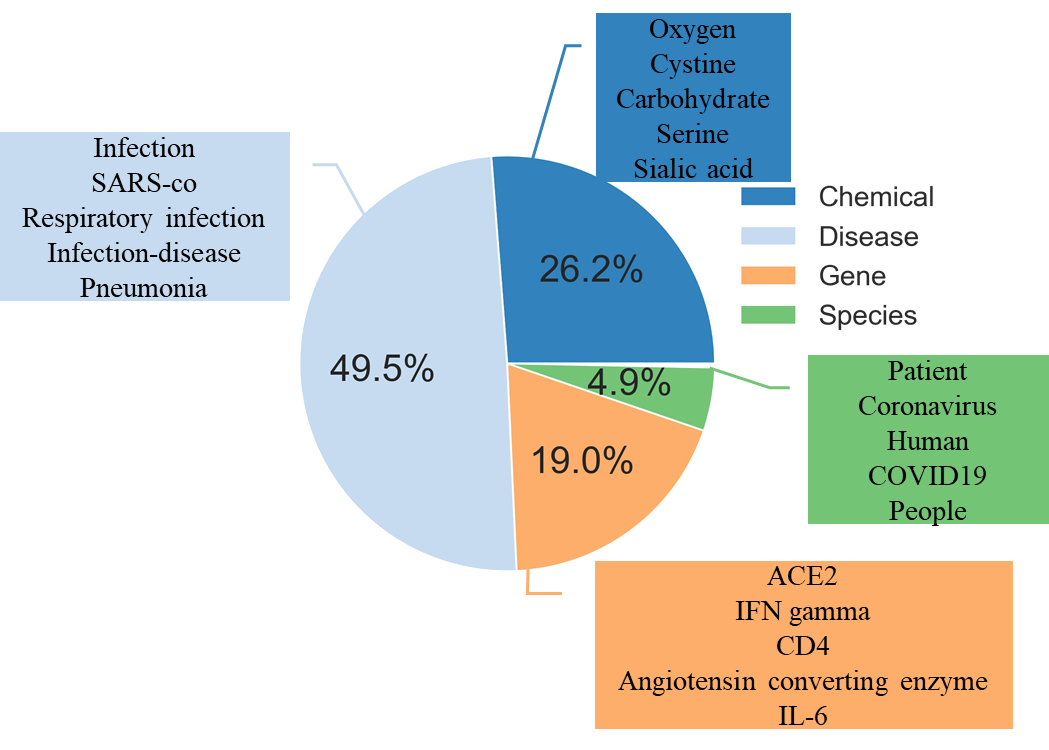 Oxygen
Cystine
Carbohydrate
Serine
Sialic acid
Infection
SARS-co
Respiratory infection
Infection-disease
Pneumonia
Chemical
Disease
Gene
Species
26.2%
49.5%
4.9%
19.0%
Patient
Coronavirus
Human
COVID19
People
ACE2
IFN gamma
CD4
Angiotensin converting enzyme
IL-6